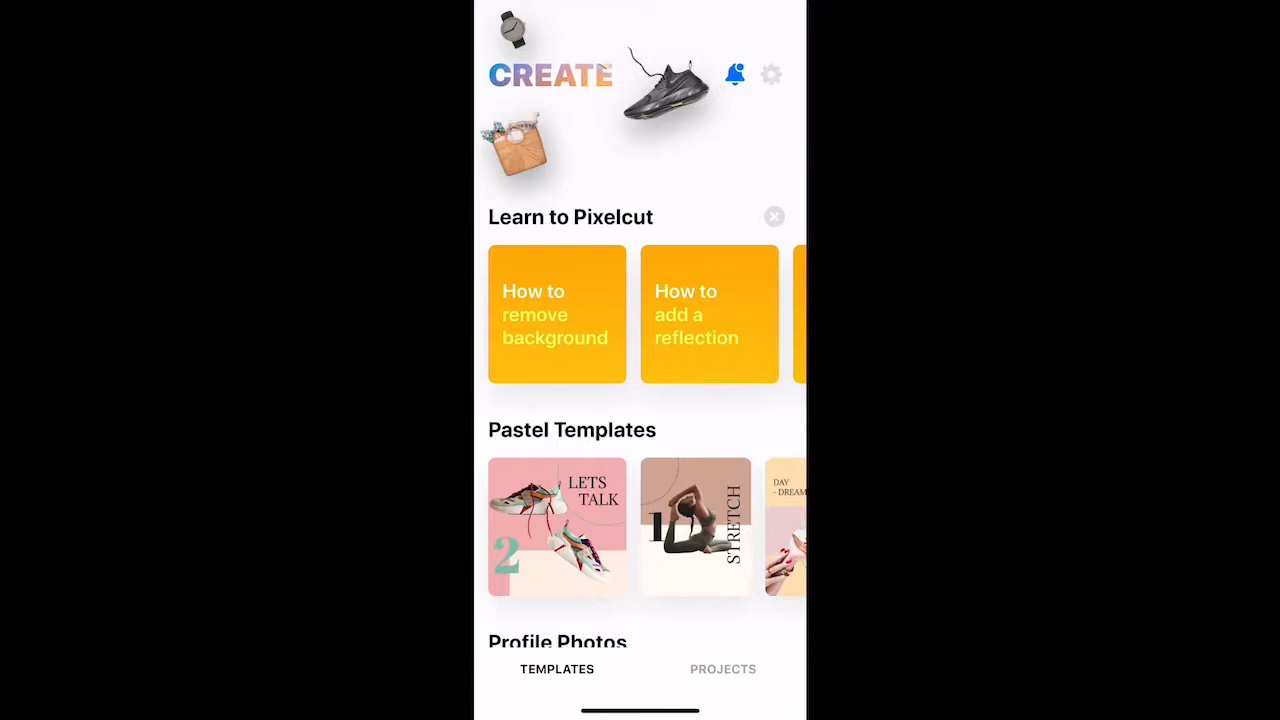 CREATE
Learn to Pixelcut
How to
remove
background
How to
add a
reflection
Pastel Templates
LETS
TALK
2
1
STRETCH
DAY
- DREAM
Profile Photos
TEMPLATES
PROJECTS